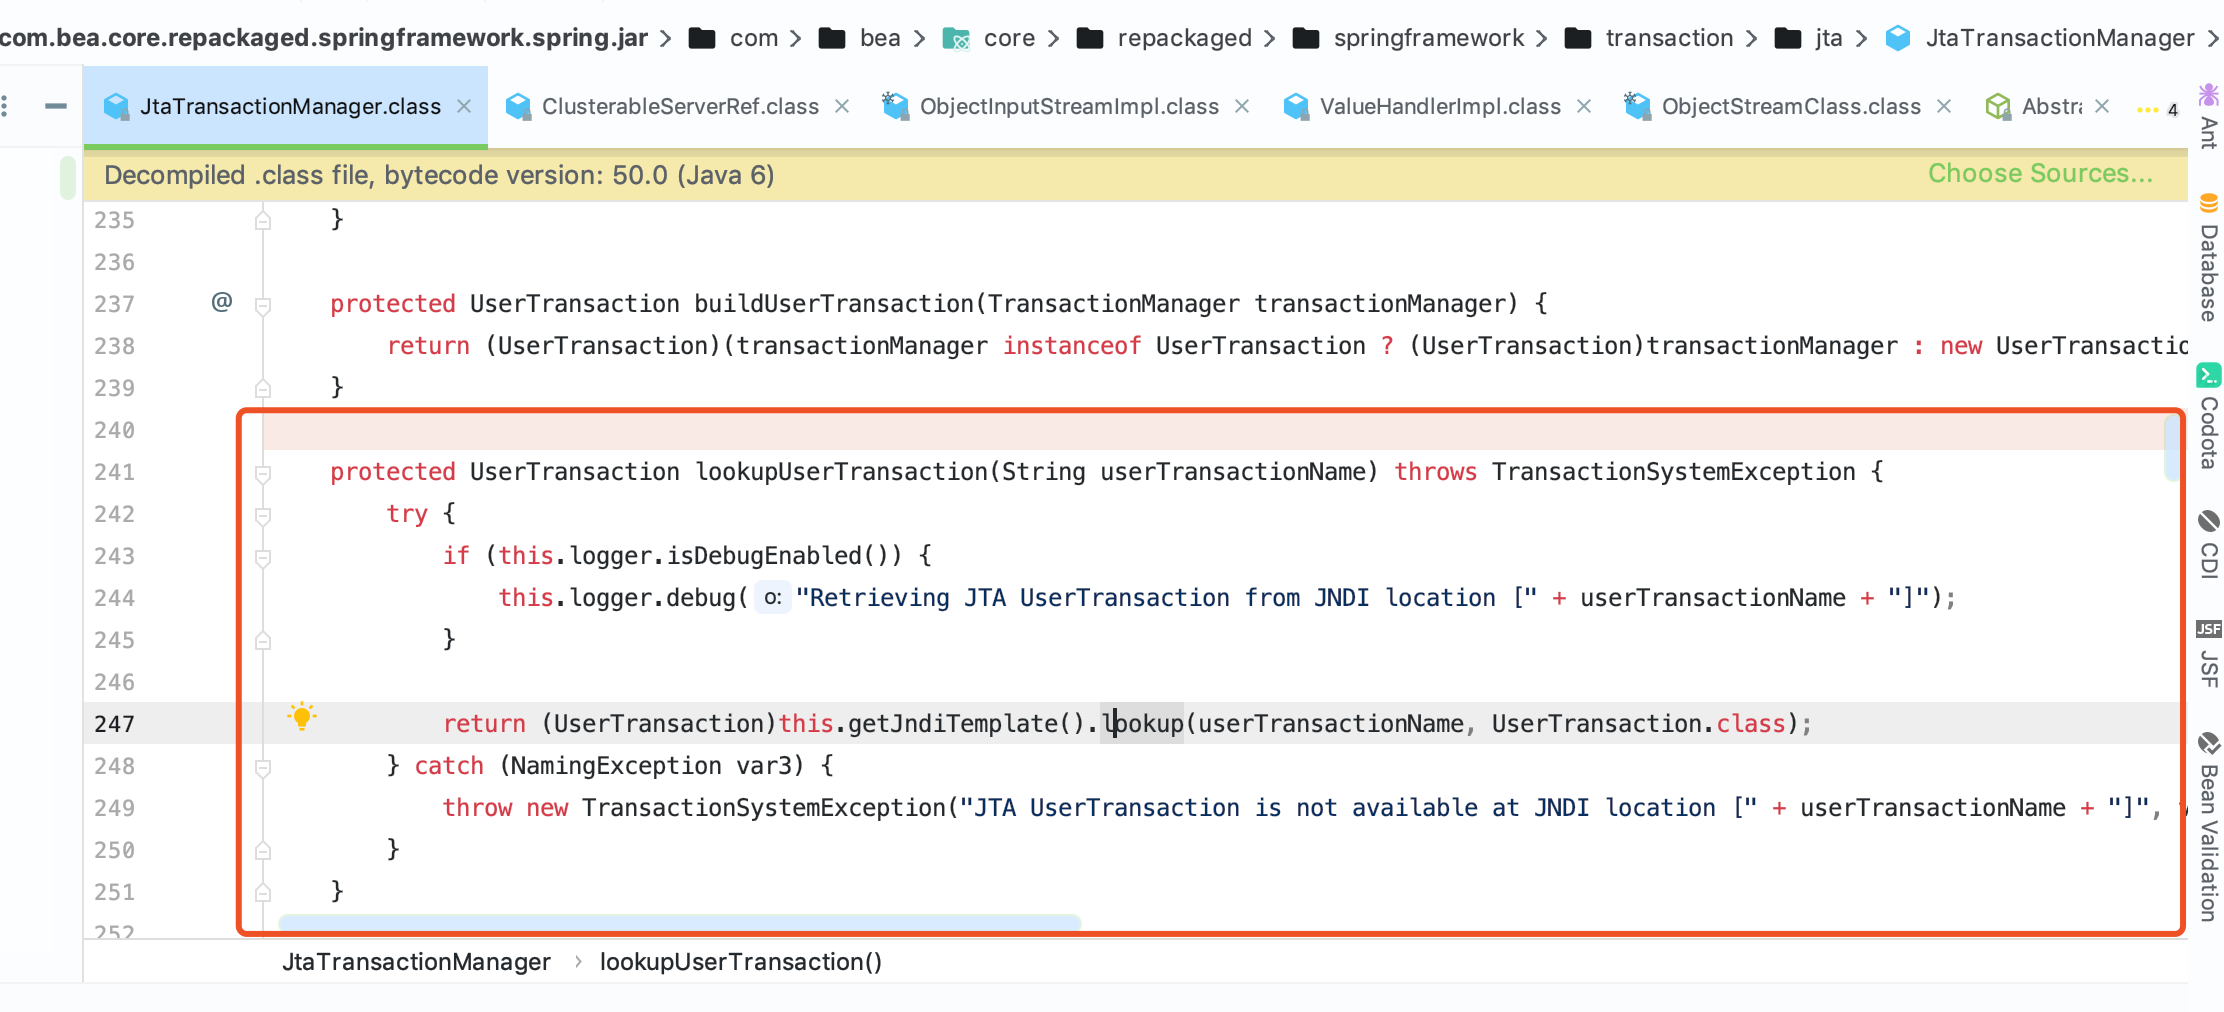 com.bea.core.repackaged.springframework.spring.jar > com > bea > core > repackaged > springframework > transaction > jta > JtaTransactionManager >
JtaTransactionManager.class × ClusterableServerRef.class × ObjectInputStreamImpl.class × ValueHandlerImpl.class × ObjectStreamClass.class × Abstra × ... 4
Decompiled .class file, bytecode version: 50.0 (Java 6) Choose Sources...
235 }
236
237 @ protected UserTransaction buildUserTransaction(TransactionManager transactionManager) {
238 return (UserTransaction)(transactionManager instanceof UserTransaction ? (UserTransaction)transactionManager : new UserTransactio
239 }
240
241 protected UserTransaction lookupUserTransaction(String userTransactionName) throws TransactionSystemException {
242 try {
243 if (this.logger.isDebugEnabled()) {
244 this.logger.debug( o: "Retrieving JTA UserTransaction from JNDI location [" + userTransactionName + "]");
245 }
246
247 return (UserTransaction)this.getJndiTemplate().lookup(userTransactionName, UserTransaction.class);
248 } catch (NamingException var3) {
249 throw new TransactionSystemException("JTA UserTransaction is not available at JNDI location [" + userTransactionName + "]",
250 }
251 }
252
JtaTransactionManager > lookupUserTransaction()
Ant
Database
Codota
CDI
JSF
JSF
Bean Validation